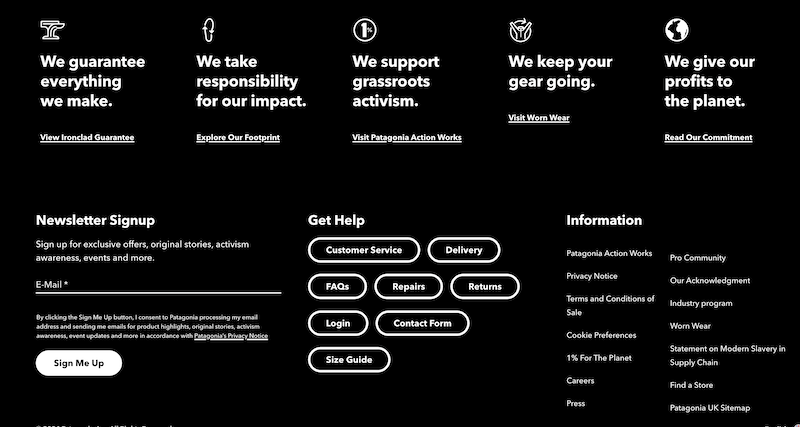 1%
We guarantee
everything
we make.
View Ironclad Guarantee
We take
responsibility
for our impact.
Explore Our Footprint
We support
grassroots
activism.
Visit Patagonia Action Works
We keep your
gear going.
Visit Worn Wear
We give our
profits to
the planet.
Read Our Commitment
Newsletter Signup
Sign up for exclusive offers, original stories, activism
awareness, events and more.
E-Mail *
By clicking the Sign Me Up button, I consent to Patagonia processing my email
address and sending me emails for product highlights, original stories, activism
awareness, event updates and more in accordance with Patagonia's Privacy Notice
Sign Me Up
Get Help
Customer Service
Delivery
FAQs
Repairs
Returns
Login
Contact Form
Size Guide
Information
Patagonia Action Works
Privacy Notice
Terms and Conditions of
Sale
Cookie Preferences
1% For The Planet
Careers
Press
Pro Community
Our Acknowledgment
Industry program
Worn Wear
Statement on Modern Slavery in
Supply Chain
Find a Store
Patagonia UK Sitemap